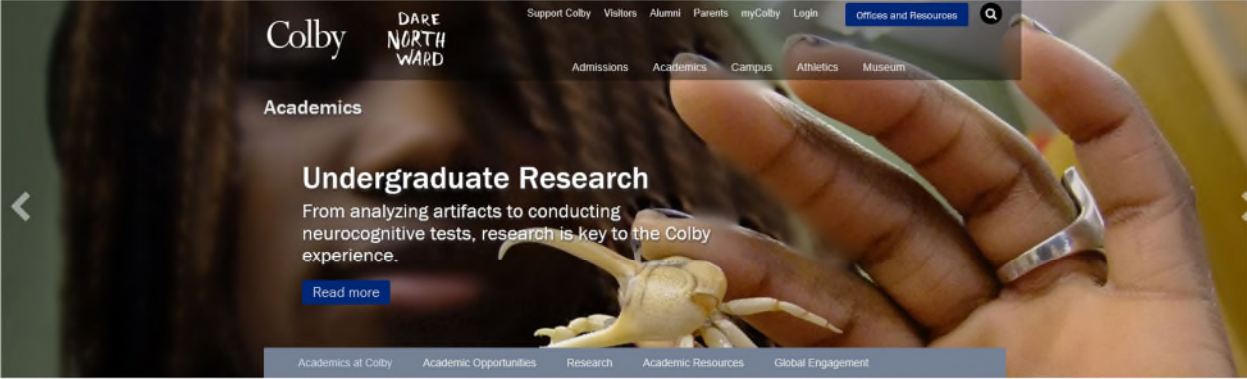 Colby
DARE
NORTH
WARD
Support Colby Visitors Alumni Parents myColby Login Offices and Resources
Admissions Academics Campus Athletics Museum
Academics
Undergraduate Research
From analyzing artifacts to conducting
neurocognitive tests, research is key to the Colby
experience.
Read more
Academics at Colby Academic Opportunities Research Academic Resources Global Engagement